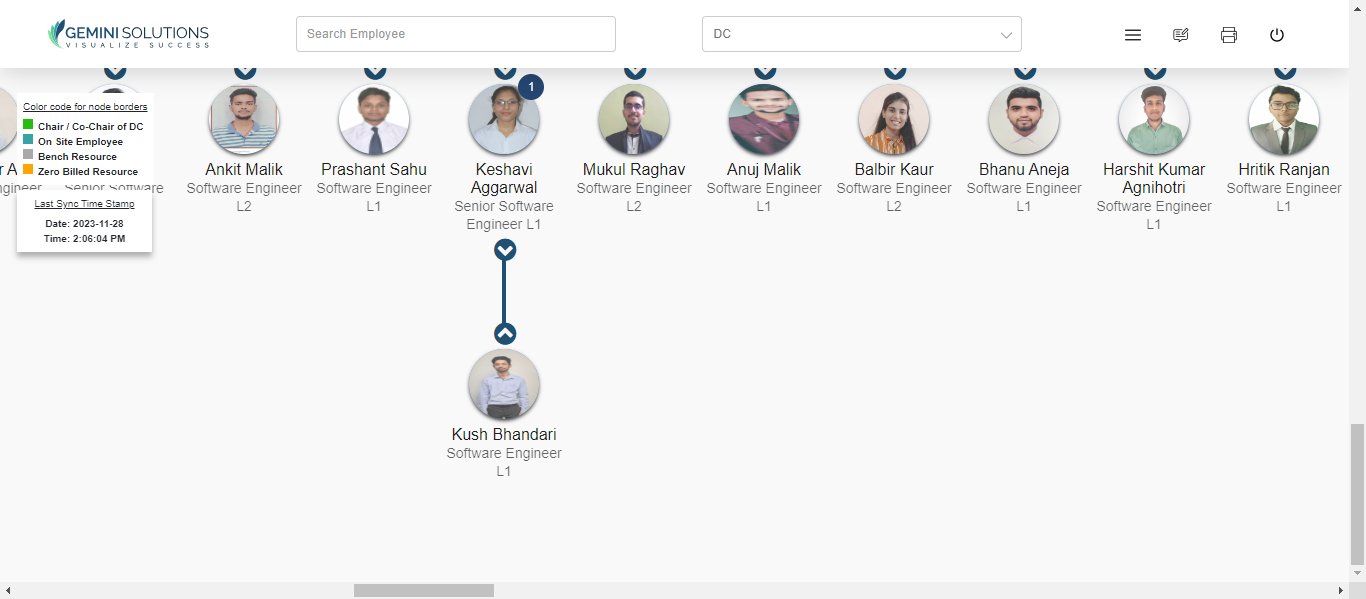 GEMINI SOLUTIONS
VISUALIZE SUCCESS
Search Employee
DC
1
Color code for node borders
Chair / Co-Chair of DC
On Site Employee
Bench Resource
Zero Billed Resource
Last Sync Time Stamp
Date: 2023-11-28
Time: 2:06:04 PM
Senior Software
Ankit Malik
Software Engineer
L2
Prashant Sahu
Software Engineer
L1
Keshavi
Aggarwal
Senior Software
Engineer L1
Mukul Raghav
Software Engineer
L2
Anuj Malik
Software Engineer
L1
Balbir Kaur
Software Engineer
L2
Bhanu Aneja
Software Engineer
L1
Harshit Kumar
Agnihotri
Software Engineer
L1
Hritik Ranjan
Software Engineer
L1
Kush Bhandari
Software Engineer
L1